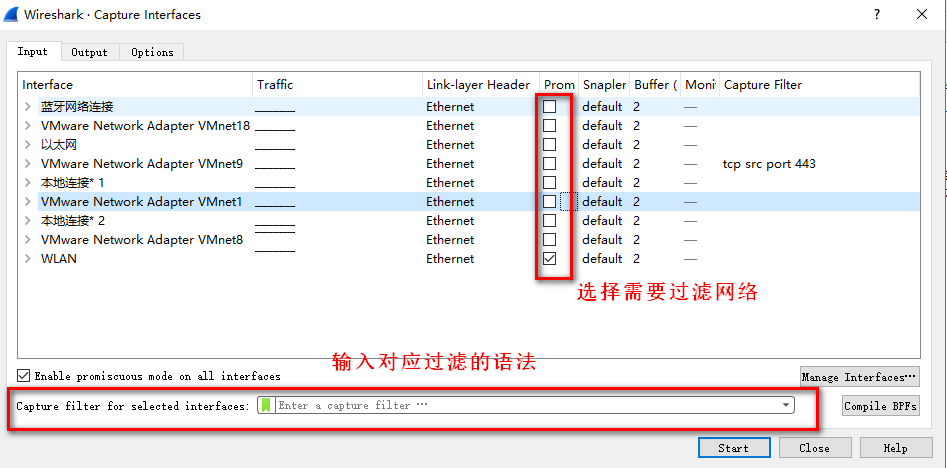 Wireshark · Capture Interfaces
Input Output Options
Interface Traffic Link-layer Header Prom Snapler Buffer ( Moni Capture Filter
蓝牙网络连接 Ethernet default 2 —
VMware Network Adapter VMnet18 Ethernet default 2 —
以太网 Ethernet default 2 —
VMware Network Adapter VMnet9 Ethernet default 2 — tcp src port 443
本地连接* 1 Ethernet default 2 —
VMware Network Adapter VMnet1 Ethernet default 2 —
本地连接* 2 Ethernet default 2 —
VMware Network Adapter VMnet8 Ethernet default 2 —
WLAN Ethernet default 2 —
选择需要过滤网络
输入对应过滤的语法
Enable promiscuous mode on all interfaces Manage Interfaces…
Capture filter for selected interfaces: Enter a capture filter … Compile BPFs
Start Close Help